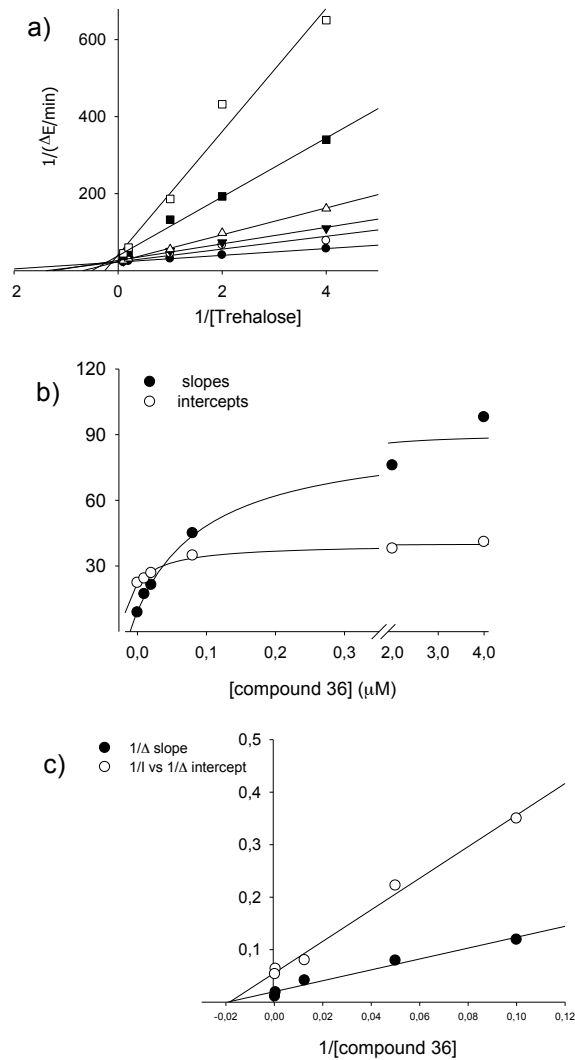 a)
600
400
200
1/(ΔE/min)
2 0 2 4
1/[Trehalose]
b)
slopes
intercepts
120
90
60
30
0,0 0,1 0,2 0,3 2,0 3,0 4,0
[compound 36] (μM)
c)
1/Δ slope
1/I vs 1/Δ intercept
0,5
0,4
0,3
0,2
0,1
-0,02 0,00 0,02 0,04 0,06 0,08 0,10 0,12
1/[compound 36]